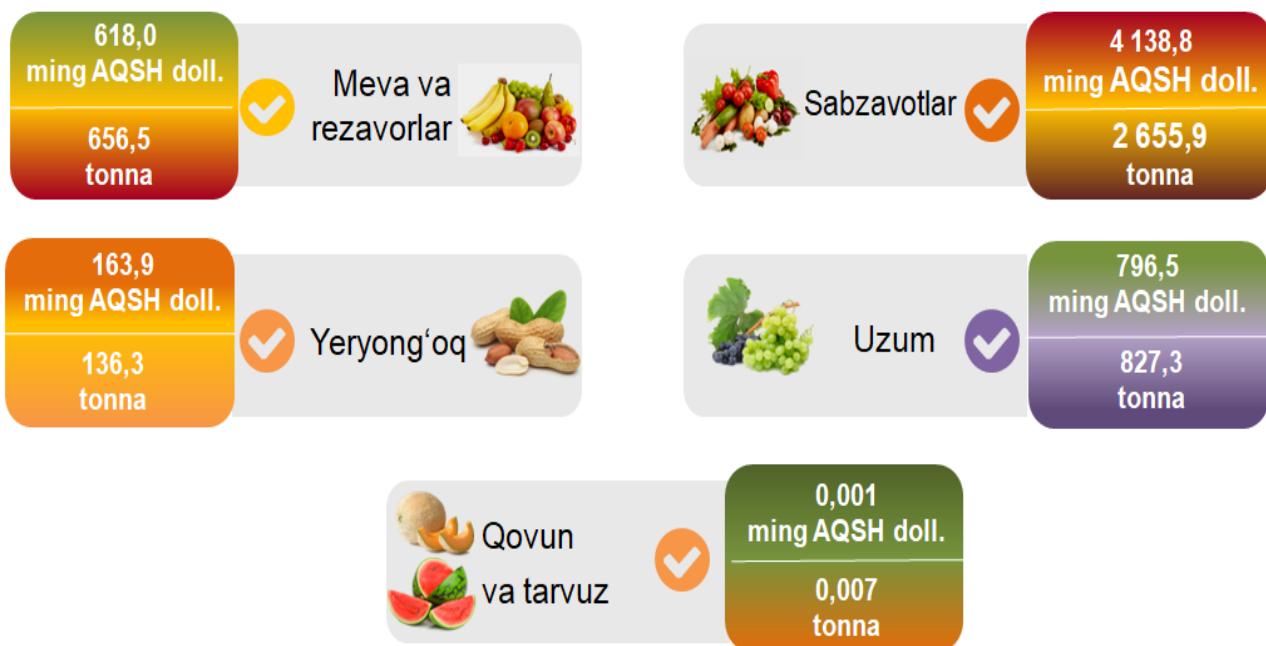 618,0
ming AQSH doll.
656,5
tonna
Meva va
rezavorlar
Sabzavotlar
4 138,8
ming AQSH doll.
2 655,9
tonna
163,9
ming AQSH doll.
136,3
tonna
Yeryong‘oq
Uzum
796,5
ming AQSH doll.
827,3
tonna
Qovun
va tarvuz
0,001
ming AQSH doll.
0,007
tonna